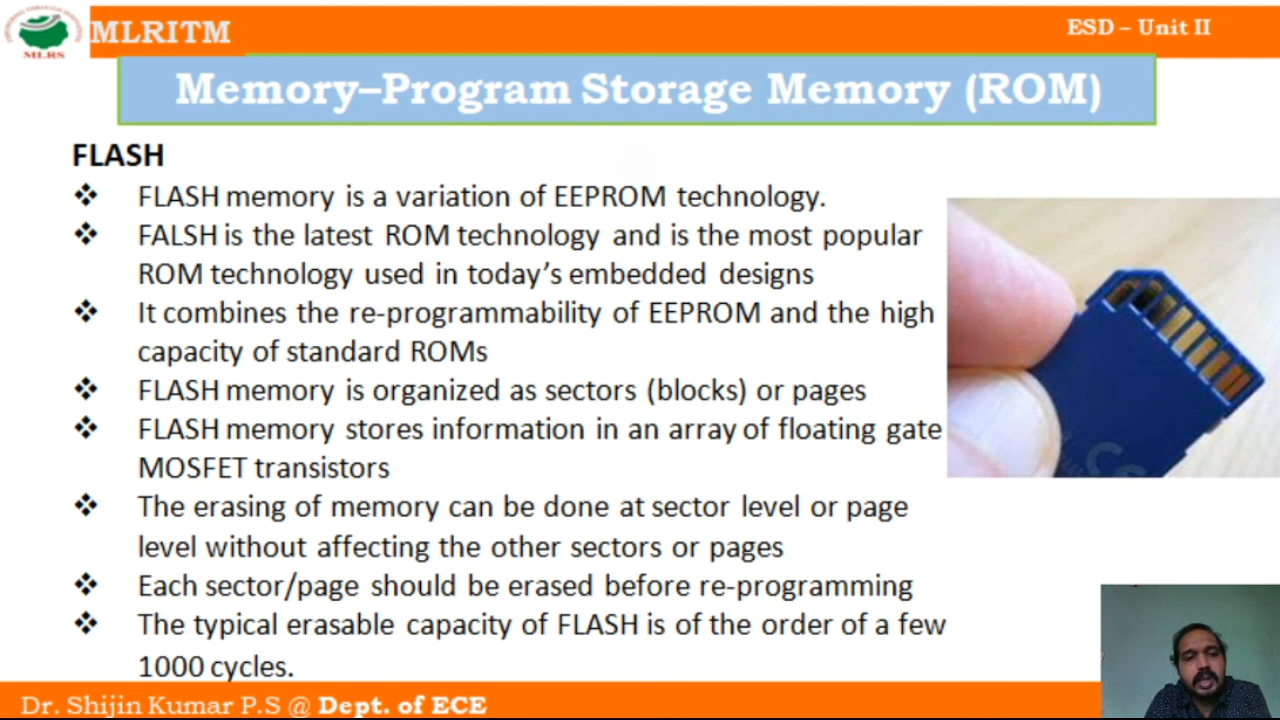 MLRITM
ESD – Unit II
MLRS
Memory–Program Storage Memory (ROM)
FLASH
❖ FLASH memory is a variation of EEPROM technology.
❖ FALSH is the latest ROM technology and is the most popular
ROM technology used in today’s embedded designs
❖ It combines the re-programmability of EEPROM and the high
capacity of standard ROMs
❖ FLASH memory is organized as sectors (blocks) or pages
❖ FLASH memory stores information in an array of floating gate
MOSFET transistors
❖ The erasing of memory can be done at sector level or page
level without affecting the other sectors or pages
❖ Each sector/page should be erased before re-programming
❖ The typical erasable capacity of FLASH is of the order of a few
1000 cycles.
Dr. Shijin Kumar P.S @ Dept. of ECE